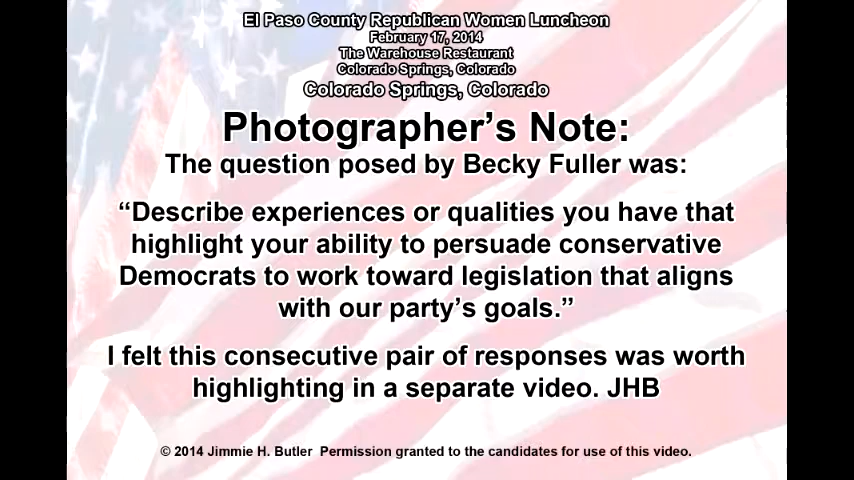 El Paso County Republican Women Luncheon
February 17, 2014
The Warehouse Restaurant
Colorado Springs, Colorado
Colorado Springs, Colorado
Photographer's Note:
The question posed by Becky Fuller was:
“Describe experiences or qualities you have that
highlight your ability to persuade conservative
Democrats to work toward legislation that aligns
with our party’s goals.”
I felt this consecutive pair of responses was worth
highlighting in a separate video. JHB
© 2014 Jimmie H. Butler  Permission granted to the candidates for use of this video.